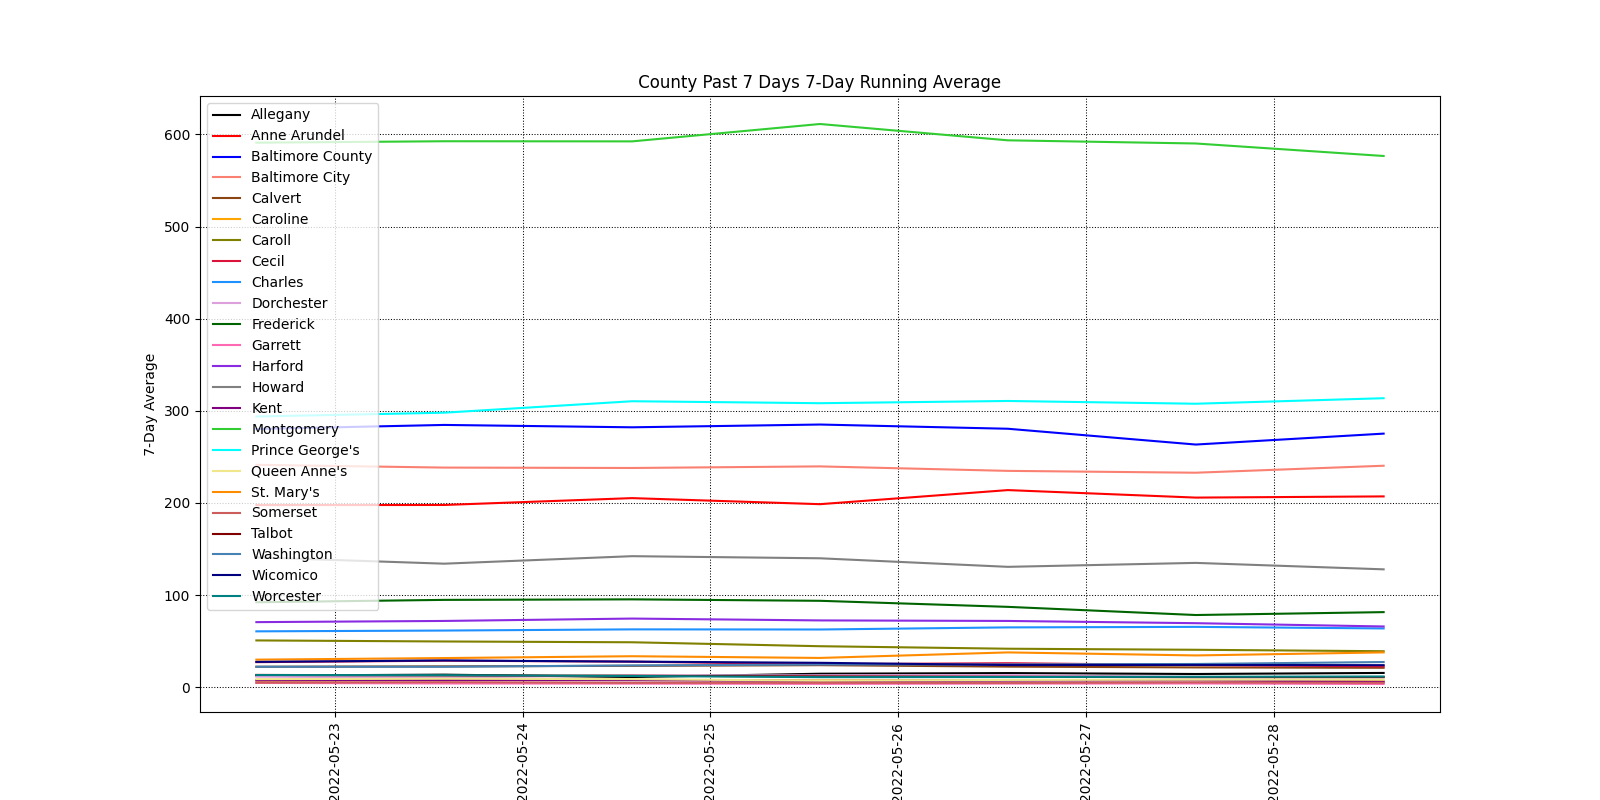 County Past 7 Days 7-Day Running Average
7-Day Average
600
500
400
300
200
100
0
Allegany
Anne Arundel
Baltimore County
Baltimore City
Calvert
Caroline
Caroll
Cecil
Charles
Dorchester
Frederick
Garrett
Harford
Howard
Kent
Montgomery
Prince George's
Queen Anne's
St. Mary's
Somerset
Talbot
Washington
Wicomico
Worcester
2022-05-23
2022-05-24
2022-05-25
2022-05-26
2022-05-27
2022-05-28